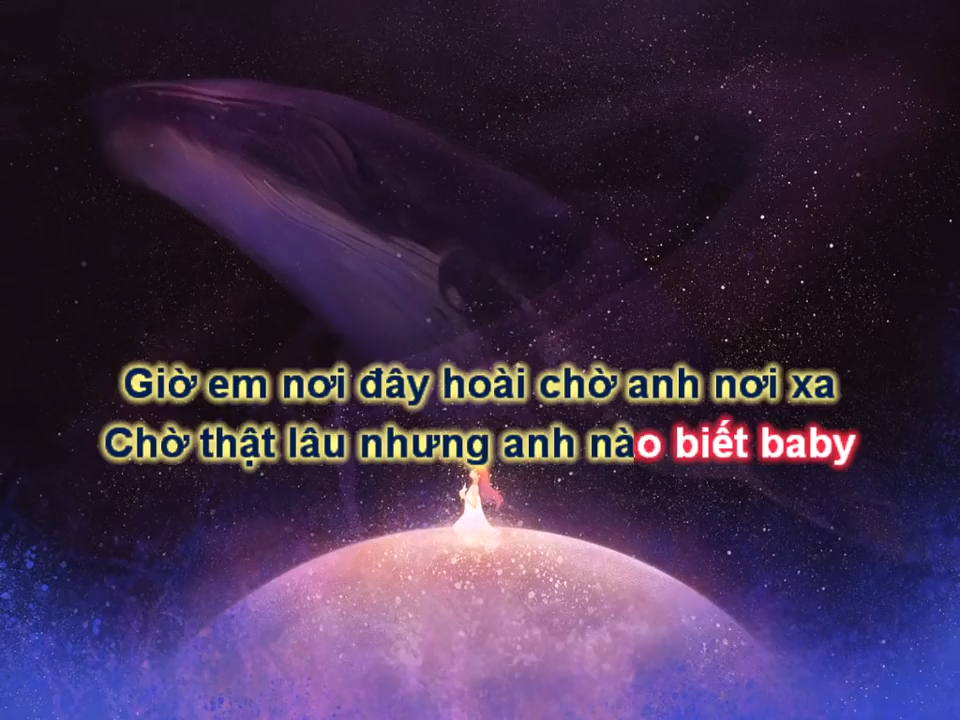 Giờ em nơi đây hoài chờ anh nơi xa
Chờ thật lâu nhưng anh nào biết baby